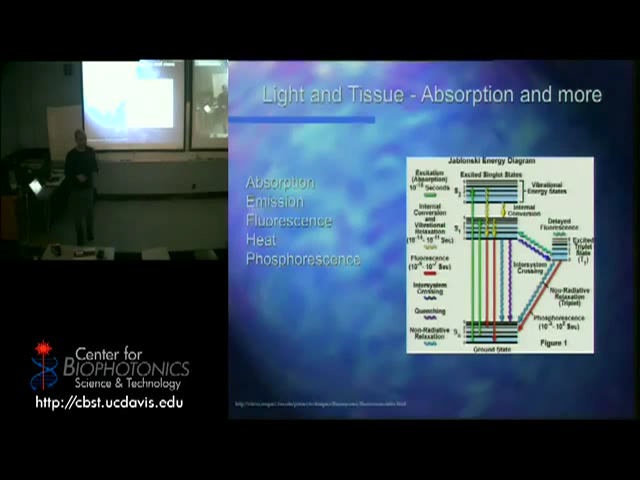 Light and Tissue - Absorption and more
Absorption
Emission
Fluorescence
Heat
Phosphorescence
Jablonski Energy Diagram
Excitation
(Absorption)
Excited Singlet States
Vibrational
Energy States
Internal
Conversion
and
Vibrational
Relaxation
Internal
Conversion
Delayed
Fluorescence
Excited
Triplet
State
Fluorescence
Intersystem
Crossing
Intersystem
Crossing
Non-Radiative
Relaxation
(Triplet)
Quenching
Phosphorescence
Non-Radiative
Relaxation
Ground State
Figure 1
Center for
BIOPHOTONICS
Science & Technology
http://cbst.ucdavis.edu